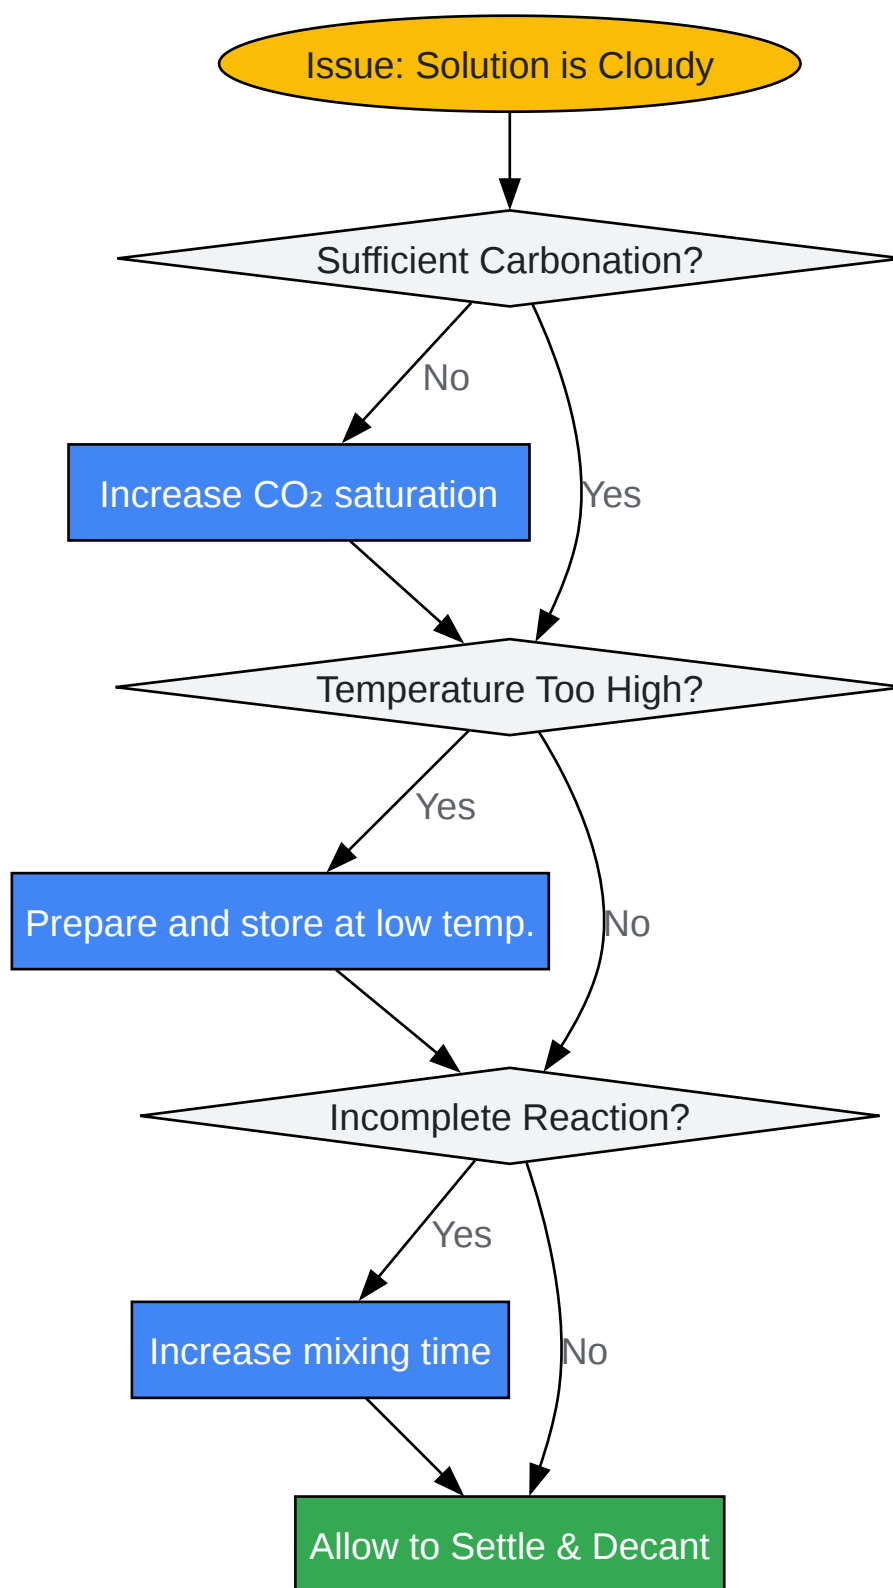 Issue: Solution is Cloudy
Sufficient Carbonation?
No
Increase CO₂ saturation
Yes
Temperature Too High?
Yes
Prepare and store at low temp.
No
Incomplete Reaction?
Yes
Increase mixing time
No
Allow to Settle & Decant